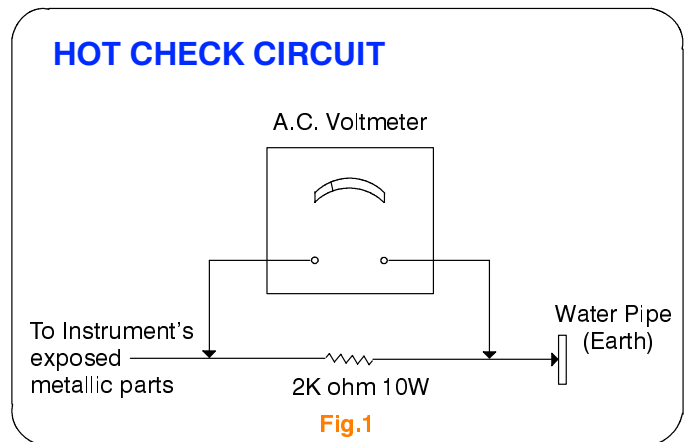 HOT CHECK CIRCUIT
A.C. Voltmeter
To Instrument's
exposed
metallic parts
2K ohm 10W
Water Pipe
(Earth)
Fig.1